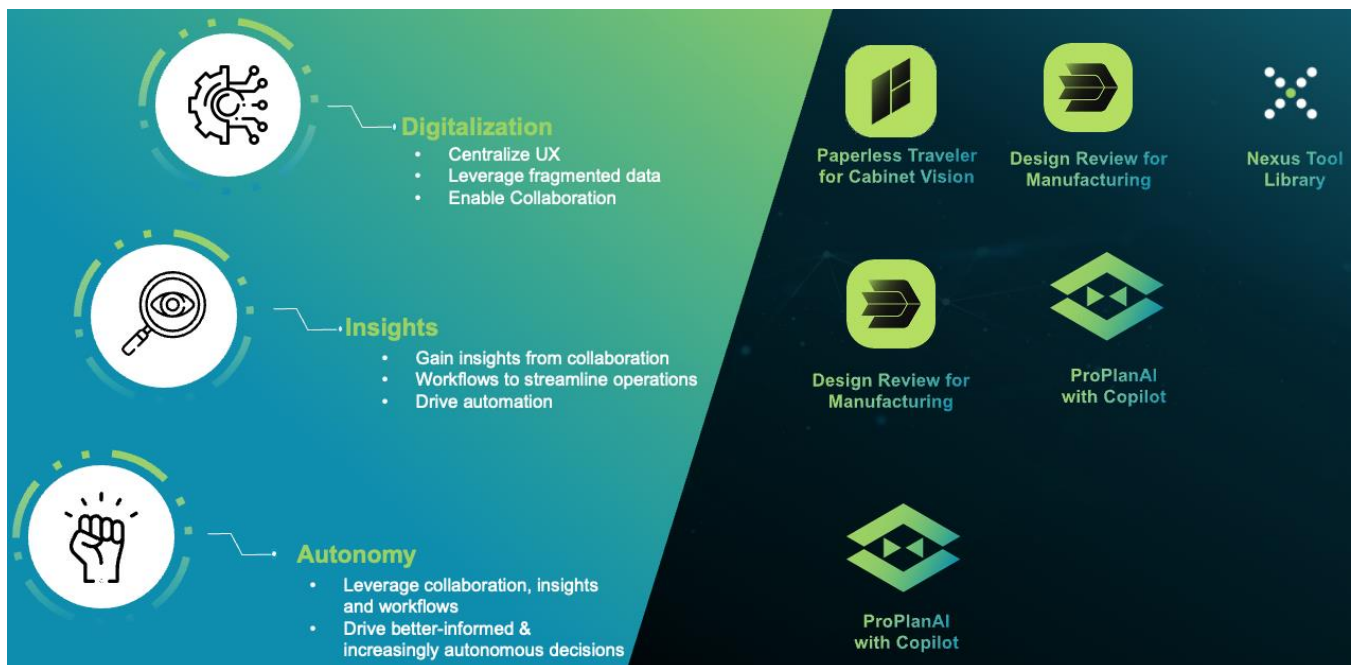 Digitalization
• Centralize UX
• Leverage fragmented data
• Enable Collaboration
Paperless Traveler
for Cabinet Vision
Design Review for
Manufacturing
Nexus Tool
Library
Insights
• Gain insights from collaboration
• Workflows to streamline operations
• Drive automation
Design Review for
Manufacturing
ProPlanAI
with Copilot
Autonomy
• Leverage collaboration, insights
and workflows
• Drive better-informed &
increasingly autonomous decisions
ProPlanAI
with Copilot